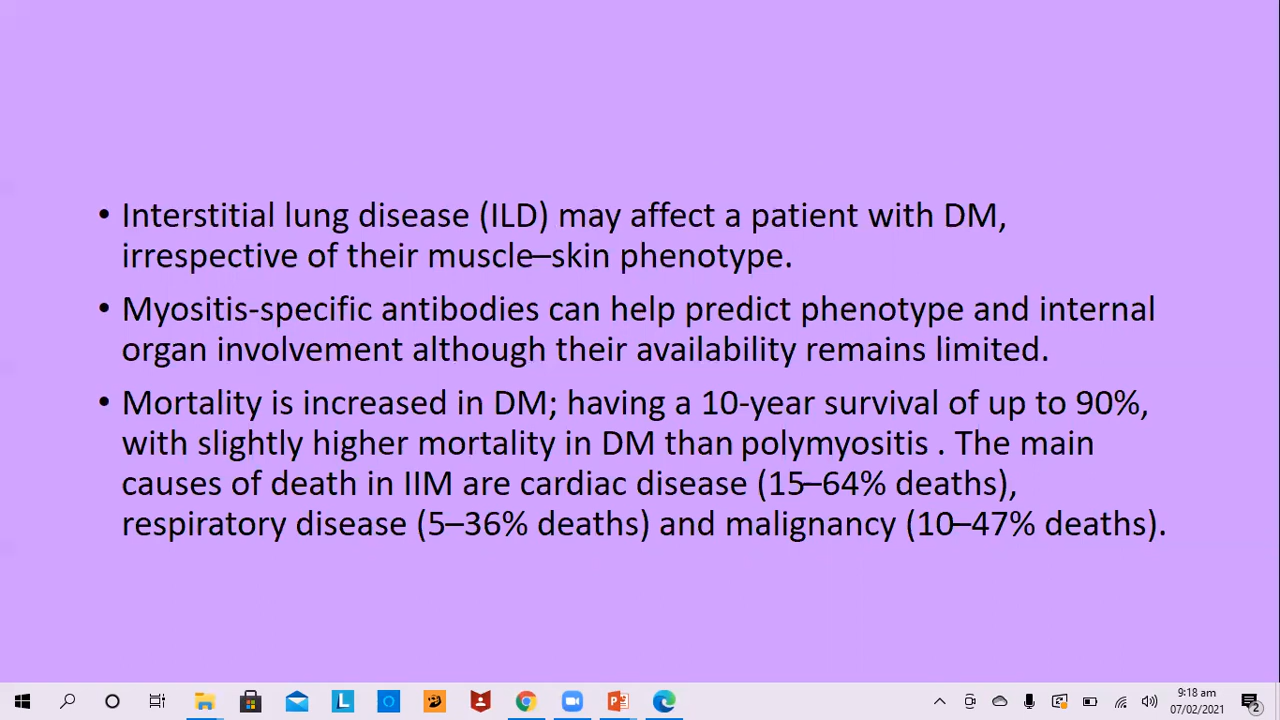 • Interstitial lung disease (ILD) may affect a patient with DM,
irrespective of their muscle–skin phenotype.
• Myositis-specific antibodies can help predict phenotype and internal
organ involvement although their availability remains limited.
• Mortality is increased in DM; having a 10-year survival of up to 90%,
with slightly higher mortality in DM than polymyositis . The main
causes of death in IIM are cardiac disease (15–64% deaths),
respiratory disease (5–36% deaths) and malignancy (10–47% deaths).
9:18 am
07/02/2021
2